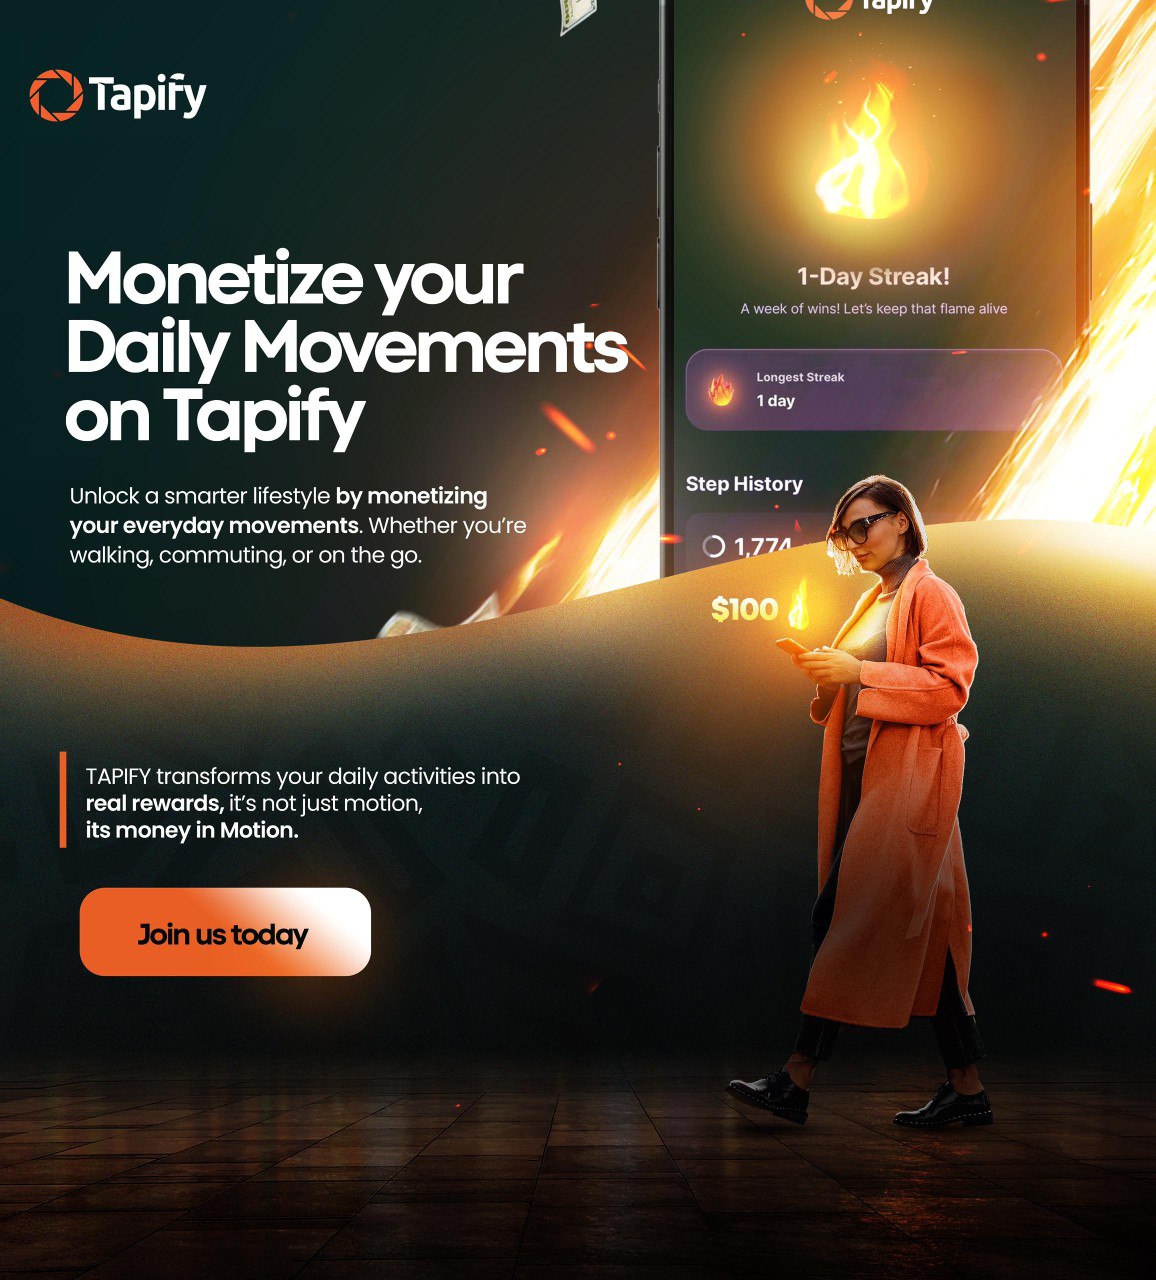 Tapify
Tapify
Monetize your
Daily Movements
on Tapify
Unlock a smarter lifestyle by monetizing
your everyday movements. Whether you’re
walking, commuting, or on the go.
1-Day Streak!
A week of wins! Let’s keep that flame alive
Longest Streak
1 day
Step History
1,774
$100
TAPIFY transforms your daily activities into
real rewards, it’s not just motion,
its money in Motion.
Join us today